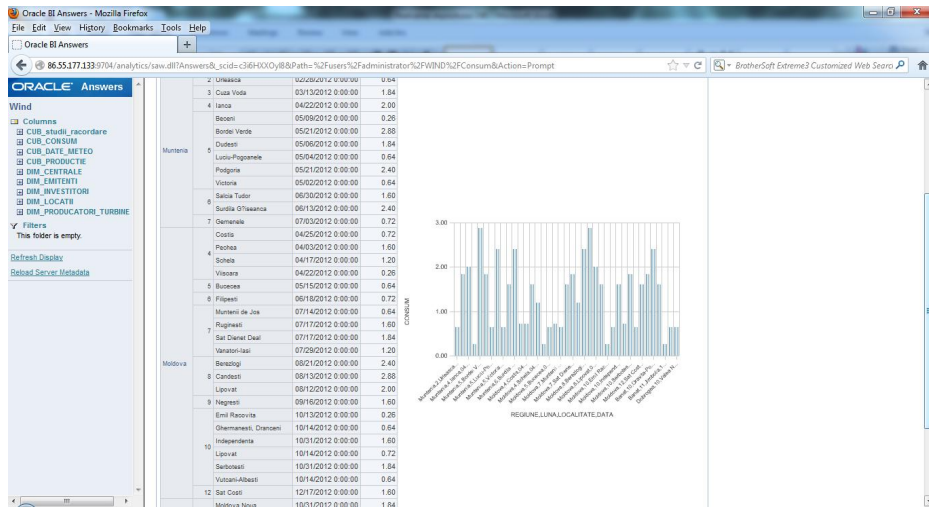 Oracle BI Answers - Mozilla Firefox
File Edit View History Bookmarks Tools Help
Oracle BI Answers +
86.55.177.133:9704/analytics/saw.dll?Answers&_scid=c3i6HXXOyI8&Path=%2Fusers%2Fadministrator%2FWIND%2FConsum&Action=Prompt
BrotherSoft Extreme3 Customized Web Searc
ORACLE Answers
Wind
Columns
CUB_studii_racordare
CUB_CONSUM
CUB_DATE_METEO
CUB_PRODUCTIE
DIM_CENTRALE
DIM_EMITENTI
DIM_INVESTITORI
DIM_LOCATII
DIM_PRODUCATORI_TURBINE
Filters
This folder is empty.
Refresh Display
Reload Server Metadata
2 Urleasca 02/28/2012 0:00:00 0.64
3 Cuza Voda 03/13/2012 0:00:00 1.84
4 Ianca 04/22/2012 0:00:00 2.00
Muntenia
5 Beceni 05/09/2012 0:00:00 0.26
Bordei Verde 05/21/2012 0:00:00 2.88
Dudesti 05/06/2012 0:00:00 1.84
Luciu-Pogoanele 05/04/2012 0:00:00 0.64
Podgoria 05/21/2012 0:00:00 2.40
Victoria 05/02/2012 0:00:00 0.64
6 Salcia Tudor 06/30/2012 0:00:00 1.60
Surdila G?iseanca 06/13/2012 0:00:00 2.40
7 Gemenele 07/03/2012 0:00:00 0.72
Moldova
4 Costis 04/25/2012 0:00:00 0.72
Pechea 04/03/2012 0:00:00 1.60
Schela 04/17/2012 0:00:00 1.20
Viscara 04/22/2012 0:00:00 0.26
5 Bucecea 05/15/2012 0:00:00 0.64
6 Filipesti 06/18/2012 0:00:00 0.72
7 Muntenii de Jos 07/14/2012 0:00:00 0.64
Ruginesti 07/17/2012 0:00:00 1.60
Sat Dienet Deal 07/17/2012 0:00:00 1.84
Vanatori-Iasi 07/29/2012 0:00:00 1.20
8 Berezlogi 08/21/2012 0:00:00 2.40
Candesti 08/13/2012 0:00:00 2.88
Lipovat 08/12/2012 0:00:00 2.00
9 Negresti 09/16/2012 0:00:00 1.60
10 Emil Racovita 10/13/2012 0:00:00 0.26
Ghermanesti, Dranceni 10/14/2012 0:00:00 0.64
Independenta 10/31/2012 0:00:00 1.60
Lipovat 10/14/2012 0:00:00 0.72
Serbotesti 10/31/2012 0:00:00 1.84
Vutcani-Albesti 10/14/2012 0:00:00 0.64
12 Sat Costi 12/17/2012 0:00:00 1.60
Moldova Noua 10/31/2012 0:00:00 1.84
3.00
2.00
1.00
0.00
CONSUM
REGIUNE,LUNA,LOCALITATE,DATA